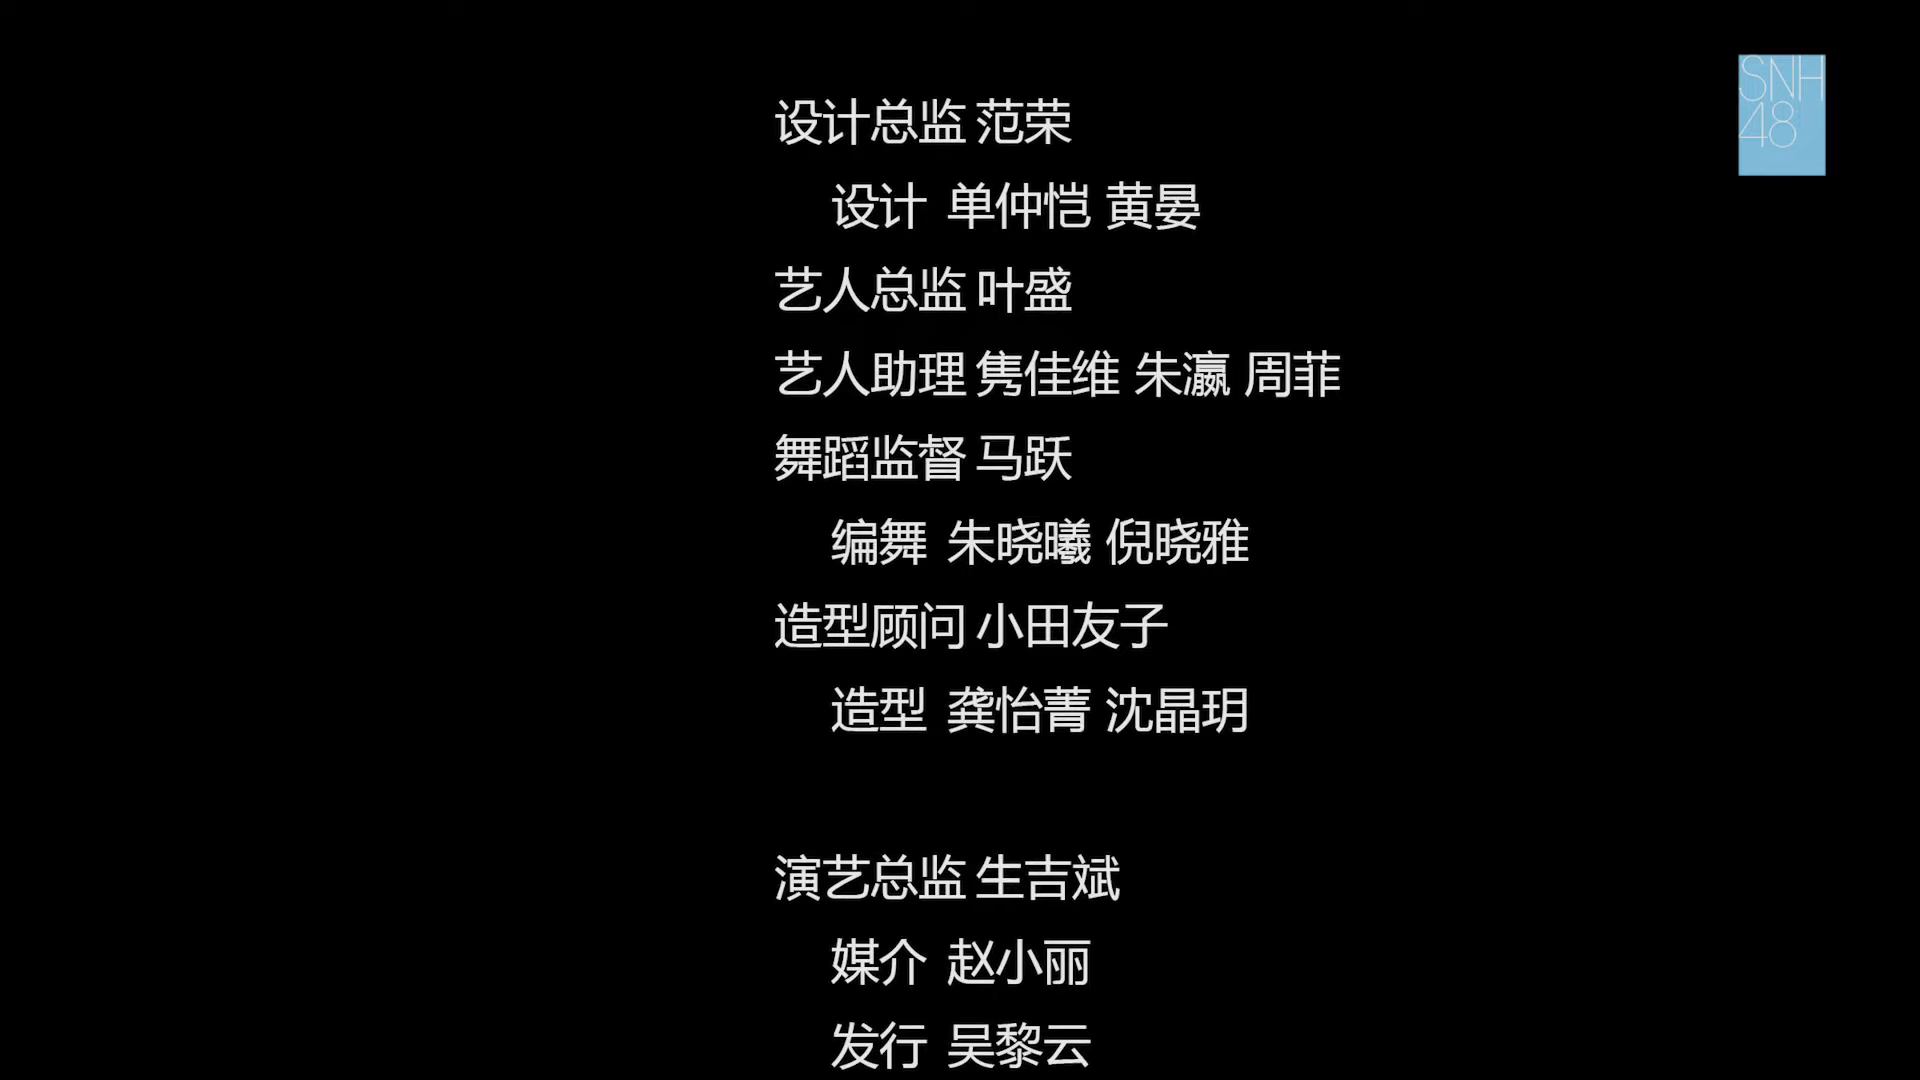 SNH
48
设计总监 范荣
设计 单仲恺 黄晏
艺人总监 叶盛
艺人助理 隽佳维 朱瀛 周菲
舞蹈监督 马跃
编舞 朱晓曦 倪晓雅
造型顾问 小田友子
造型 龚怡菁 沈晶玥
演艺总监 生吉斌
媒介 赵小丽
发行 吴黎云